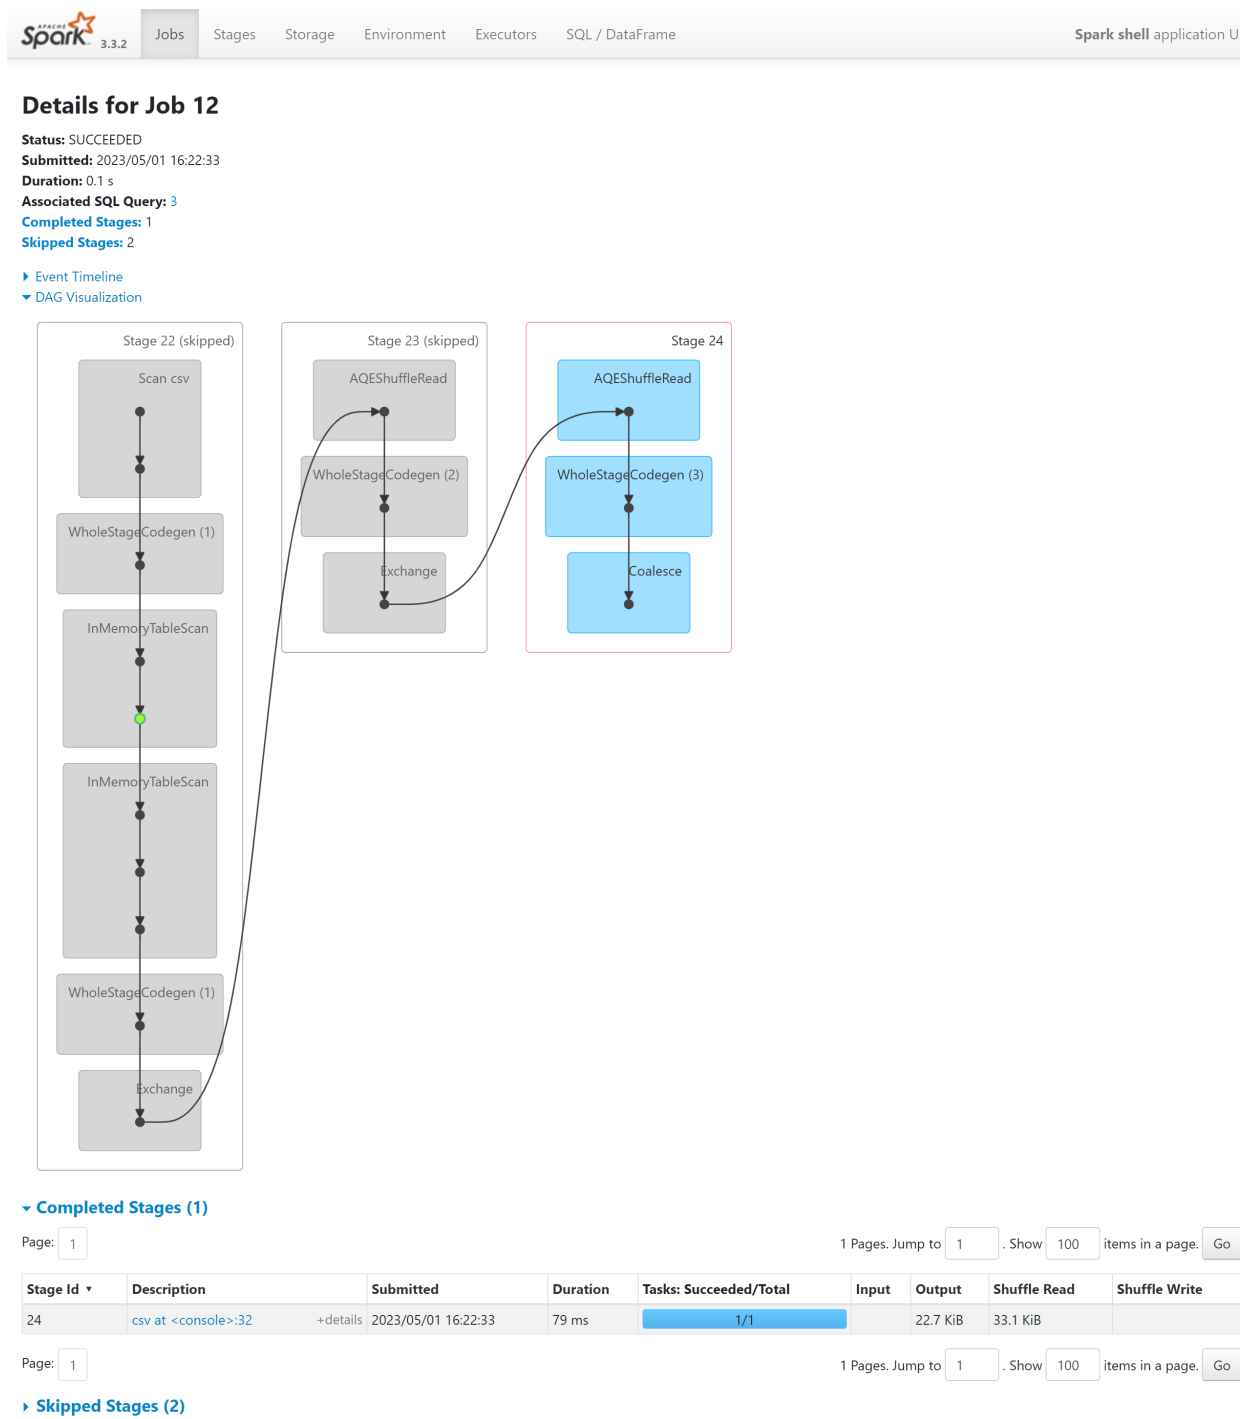 APACHE Spark 3.3.2 Jobs Stages Storage Environment Executors SQL / DataFrame Spark shell application U
Details for Job 12
Status: SUCCEEDED
Submitted: 2023/05/01 16:22:33
Duration: 0.1 s
Associated SQL Query: 3
Completed Stages: 1
Skipped Stages: 2
Event Timeline
DAG Visualization
Stage 22 (skipped)
Scan csv
WholeStageCodegen (1)
InMemoryTableScan
InMemoryTableScan
WholeStageCodegen (1)
Exchange
Stage 23 (skipped)
AQEShuffleRead
WholeStageCodegen (2)
Exchange
Stage 24
AQEShuffleRead
WholeStageCodegen (3)
Coalesce
Completed Stages (1)
Page: 1 1 Pages. Jump to 1 . Show 100 items in a page. Go
Stage Id ▾ Description Submitted Duration Tasks: Succeeded/Total Input Output Shuffle Read Shuffle Write
24 csv at <console>:32 +details 2023/05/01 16:22:33 79 ms 1/1 22.7 KiB 33.1 KiB
Page: 1 1 Pages. Jump to 1 . Show 100 items in a page. Go
Skipped Stages (2)